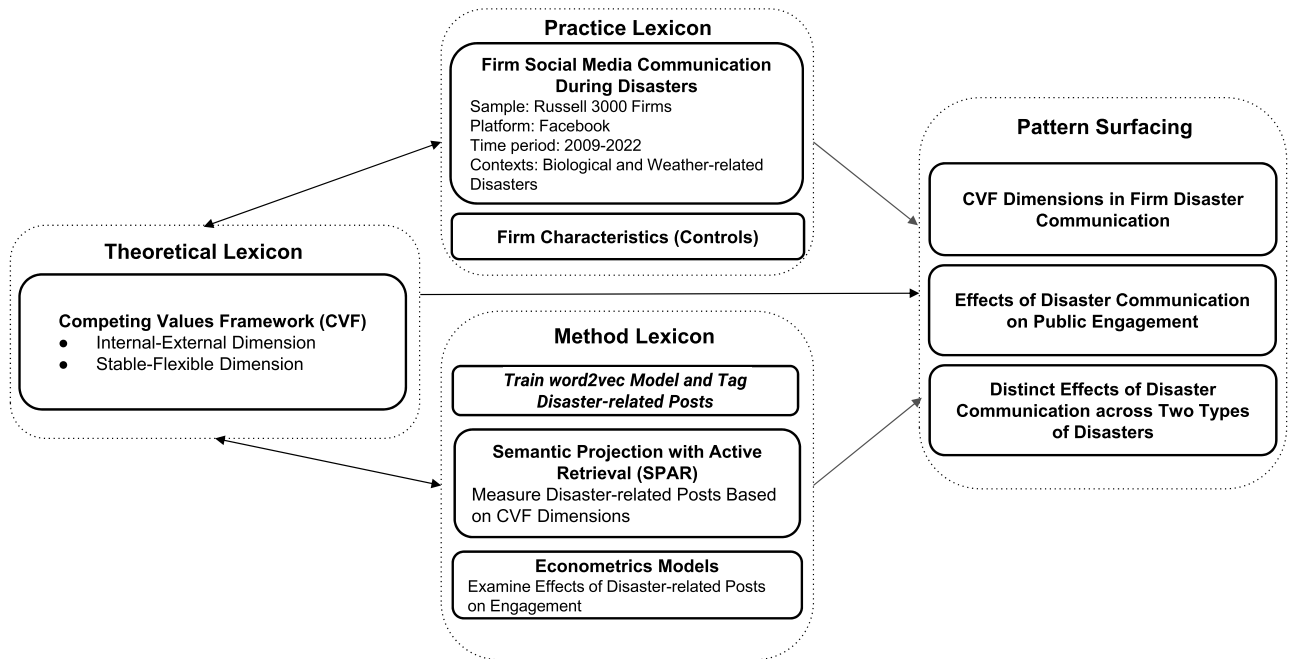 Practice Lexicon
Firm Social Media Communication
During Disasters
Sample: Russell 3000 Firms
Platform: Facebook
Time period: 2009-2022
Contexts: Biological and Weather-related
Disasters
Firm Characteristics (Controls)
Theoretical Lexicon
Competing Values Framework (CVF)
● Internal-External Dimension
● Stable-Flexible Dimension
Method Lexicon
Train word2vec Model and Tag
Disaster-related Posts
Semantic Projection with Active
Retrieval (SPAR)
Measure Disaster-related Posts Based
on CVF Dimensions
Econometrics Models
Examine Effects of Disaster-related Posts
on Engagement
Pattern Surfacing
CVF Dimensions in Firm Disaster
Communication
Effects of Disaster Communication
on Public Engagement
Distinct Effects of Disaster
Communication across Two Types
of Disasters